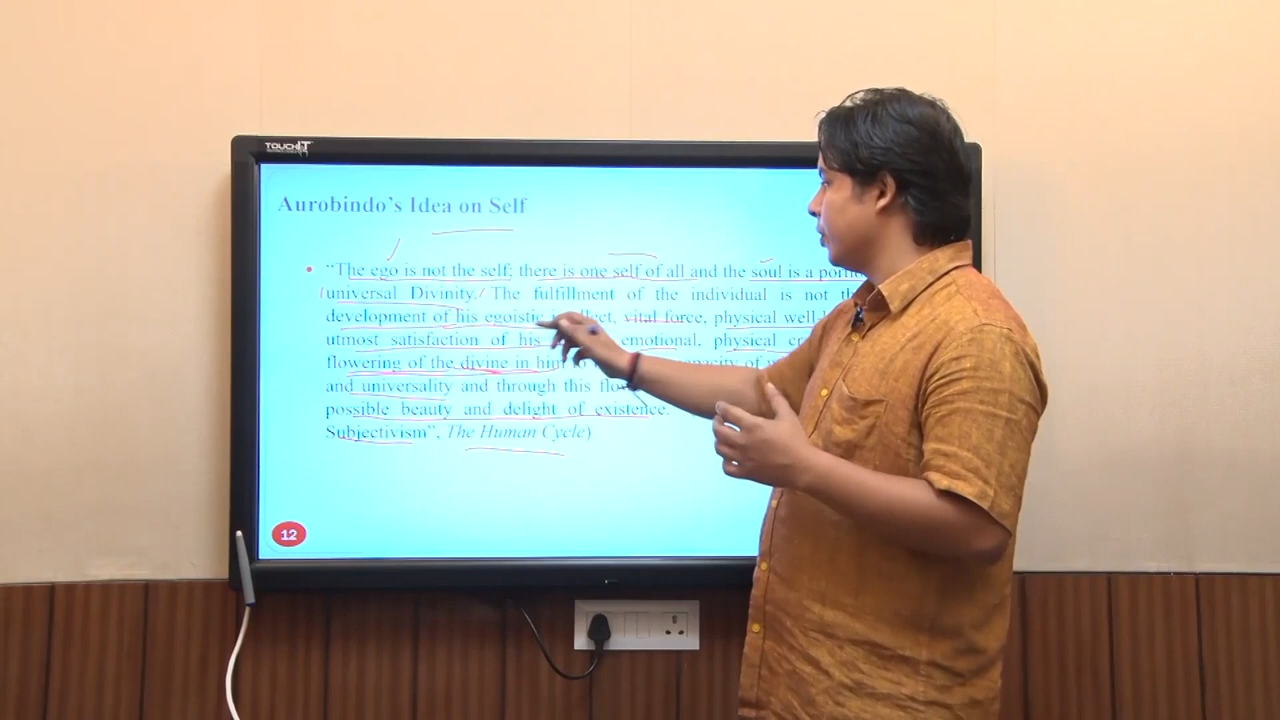 TOUCHIT
Aurobindo's Idea on Self
• "The ego is not the self; there is one self of all and the soul is a
universal Divinity. The fulfillment of the individual is not
development of his egoistic vital force, physical
utmost satisfaction of his emotional, physical
flowering of the divine in him to
and universality and through this
possible beauty and delight of existence.
Subjectivism", The Human Cycle)
12